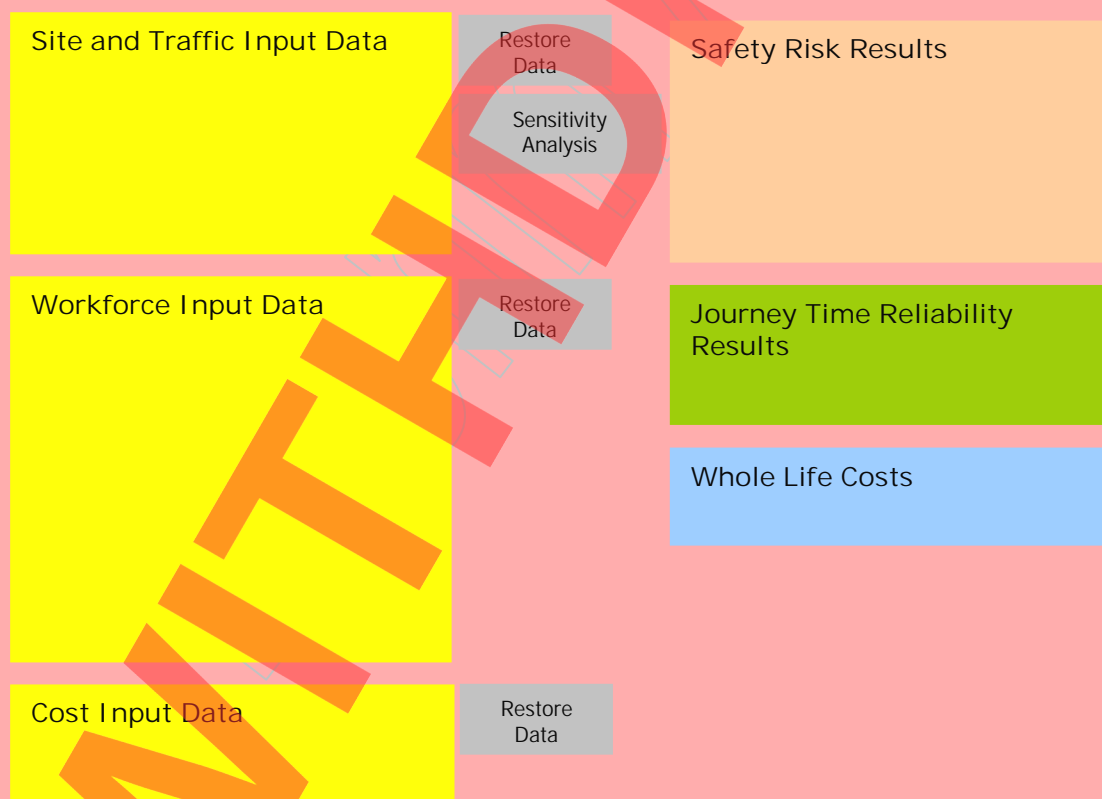 Site and Traffic Input Data
Restore
Data
Sensitivity
Analysis
Safety Risk Results
Workforce Input Data
Restore
Data
Journey Time Reliability
Results
Whole Life Costs
Cost Input Data
Restore
Data
WITHD